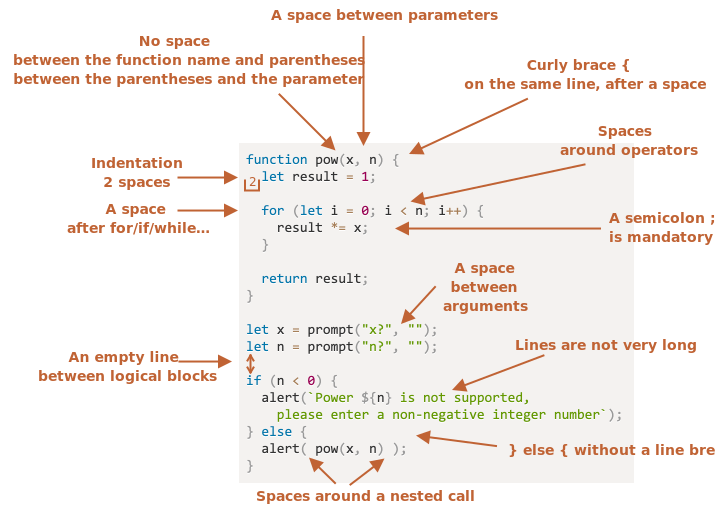 A space between parameters
No space
between the function name and parentheses
between the parentheses and the parameter
Curly brace {
on the same line, after a space
Spaces
around operators
Indentation
2 spaces
A space
after for/if/while...
function pow(x, n) {
2
let result = 1;
for (let i = 0; i < n; i++) {
result *= x;
}
return result;
}
A semicolon ;
is mandatory
A space
between
arguments
let x = prompt("x?", "");
let n = prompt("n?", "");
An empty line
between logical blocks
Lines are not very long
if (n < 0) {
alert(`Power ${n} is not supported,
please enter a non-negative integer number`);
} else {
alert( pow(x, n) );
}
} else { without a line bre
Spaces around a nested call